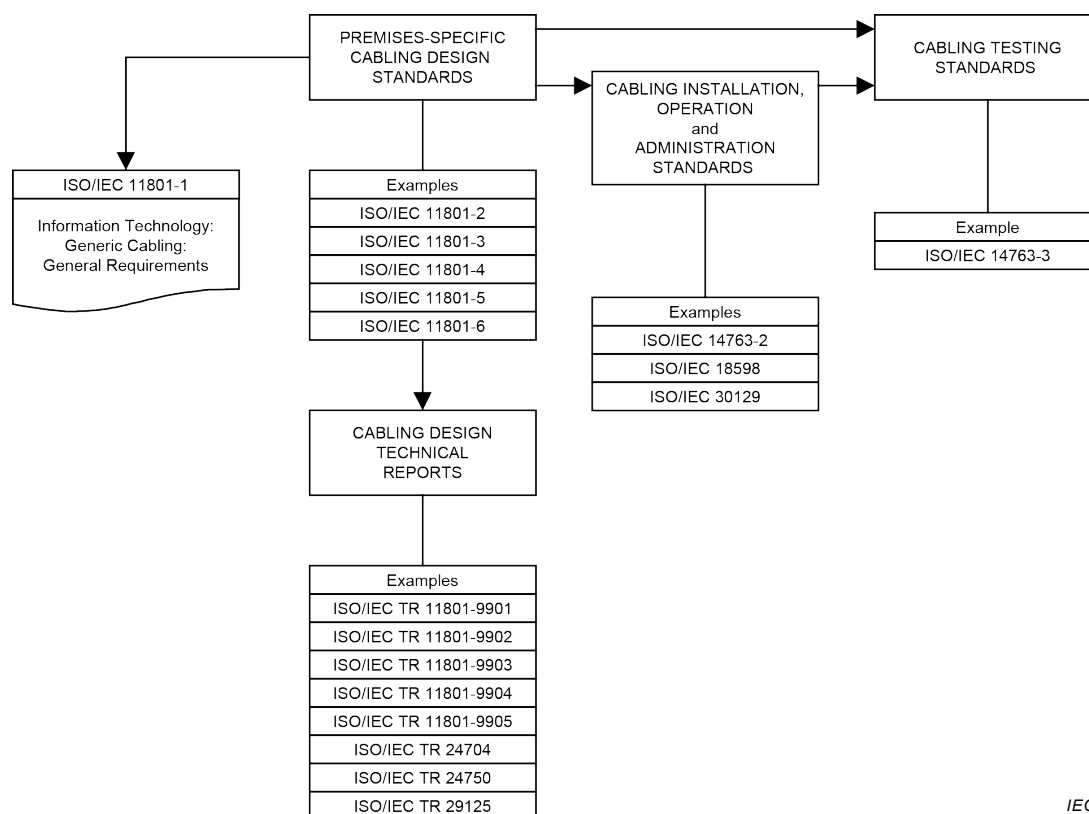 PREMISES-SPECIFIC
CABLING DESIGN
STANDARDS
CABLING TESTING
STANDARDS
CABLING INSTALLATION,
OPERATION
and
ADMINISTRATION
STANDARDS
ISO/IEC 11801-1
Information Technology:
Generic Cabling:
General Requirements
Examples
ISO/IEC 11801-2
ISO/IEC 11801-3
ISO/IEC 11801-4
ISO/IEC 11801-5
ISO/IEC 11801-6
Example
ISO/IEC 14763-3
Examples
ISO/IEC 14763-2
ISO/IEC 18598
ISO/IEC 30129
CABLING DESIGN
TECHNICAL
REPORTS
Examples
ISO/IEC TR 11801-9901
ISO/IEC TR 11801-9902
ISO/IEC TR 11801-9903
ISO/IEC TR 11801-9904
ISO/IEC TR 11801-9905
ISO/IEC TR 24704
ISO/IEC TR 24750
ISO/IEC TR 29125
IEC